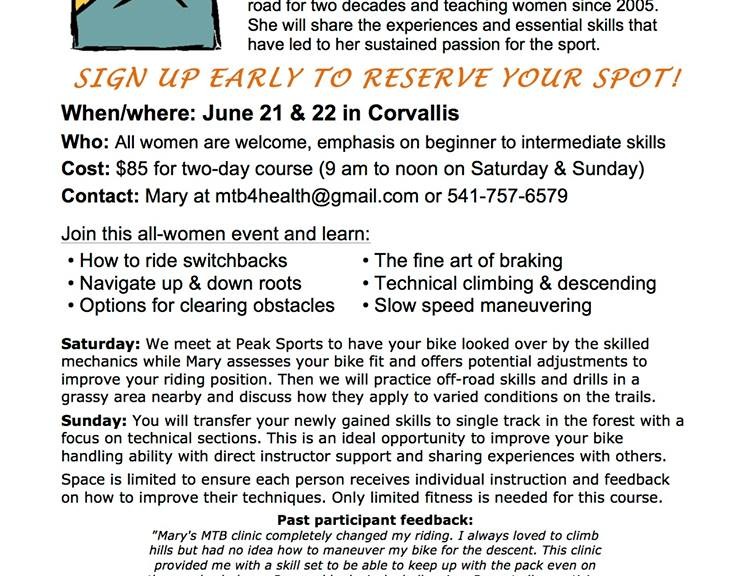 road for two decades and teaching women since 2005.
She will share the experiences and essential skills that
have led to her sustained passion for the sport.
SIGN UP EARLY TO RESERVE YOUR SPOT!
When/where: June 21 & 22 in Corvallis
Who: All women are welcome, emphasis on beginner to intermediate skills
Cost: $85 for two-day course (9 am to noon on Saturday & Sunday)
Contact: Mary at mtb4health@gmail.com or 541-757-6579
Join this all-women event and learn:
• How to ride switchbacks
• Navigate up & down roots
• Options for clearing obstacles
• The fine art of braking
• Technical climbing & descending
• Slow speed maneuvering
Saturday: We meet at Peak Sports to have your bike looked over by the skilled
mechanics while Mary assesses your bike fit and offers potential adjustments to
improve your riding position. Then we will practice off-road skills and drills in a
grassy area nearby and discuss how they apply to varied conditions on the trails.
Sunday: You will transfer your newly gained skills to single track in the forest with a
focus on technical sections. This is an ideal opportunity to improve your bike
handling ability with direct instructor support and sharing experiences with others.
Space is limited to ensure each person receives individual instruction and feedback
on how to improve their techniques. Only limited fitness is needed for this course.
Past participant feedback:
"Mary's MTB clinic completely changed my riding. I always loved to climb
hills but had no idea how to maneuver my bike for the descent. This clinic
provided me with a skill set to be able to keep up with the pack even on